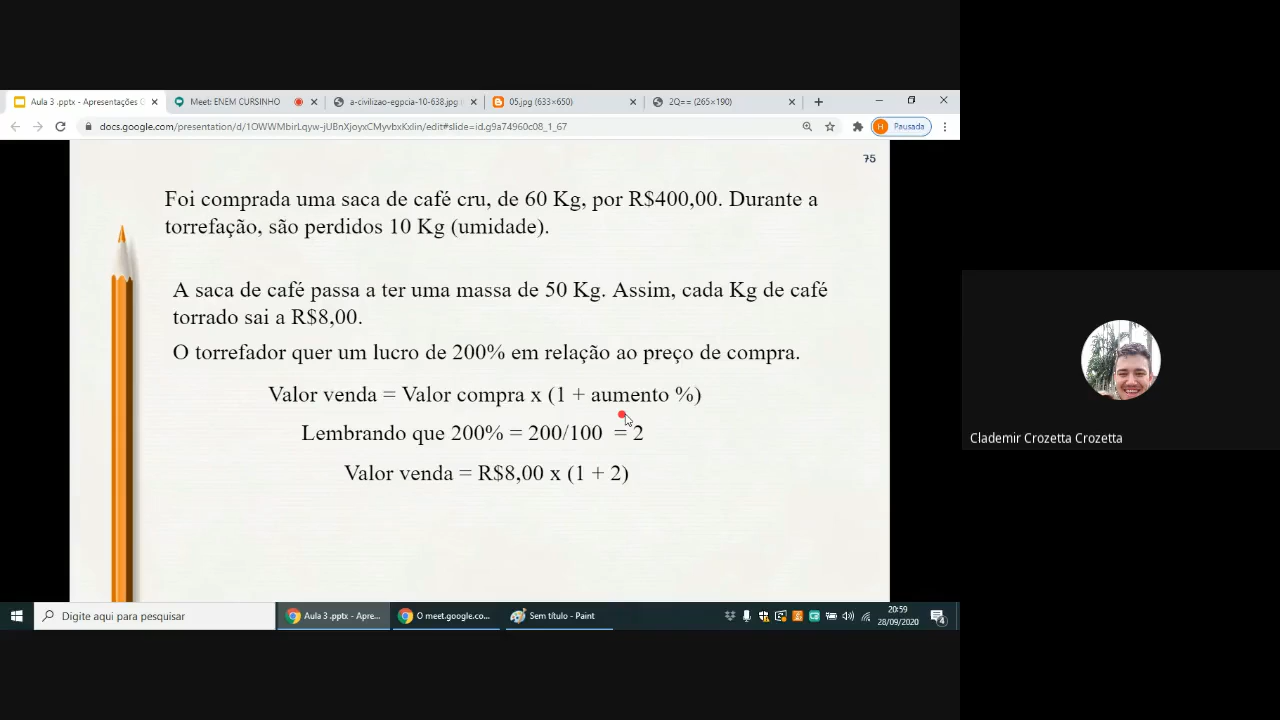 Aula 3 .pptx - Apresentações G
Meet: ENEM CURSINHO
a-civilizao-egpcia-10-638.jpg
05.jpg (633×650)
2Q== (265×190)
docs.google.com/presentation/d/1OWWMbirLqyw-jUBnXjoyxCMyvbxKxlin/edit#slide=id.g9a74960c08_1_67
H
Pausada
75
Foi comprada uma saca de café cru, de 60 Kg, por R$400,00. Durante a
torrefação, são perdidos 10 Kg (umidade).
A saca de café passa a ter uma massa de 50 Kg. Assim, cada Kg de café
torrado sai a R$8,00.
O torrefador quer um lucro de 200% em relação ao preço de compra.
Valor venda = Valor compra x (1 + aumento %)
Lembrando que 200% = 200/100 = 2
Valor venda = R$8,00 x (1 + 2)
Clademir Crozetta Crozetta
Digite aqui para pesquisar
Aula 3 .pptx - Apre...
O meet.google.co...
Sem título - Paint
20:59
28/09/2020
4